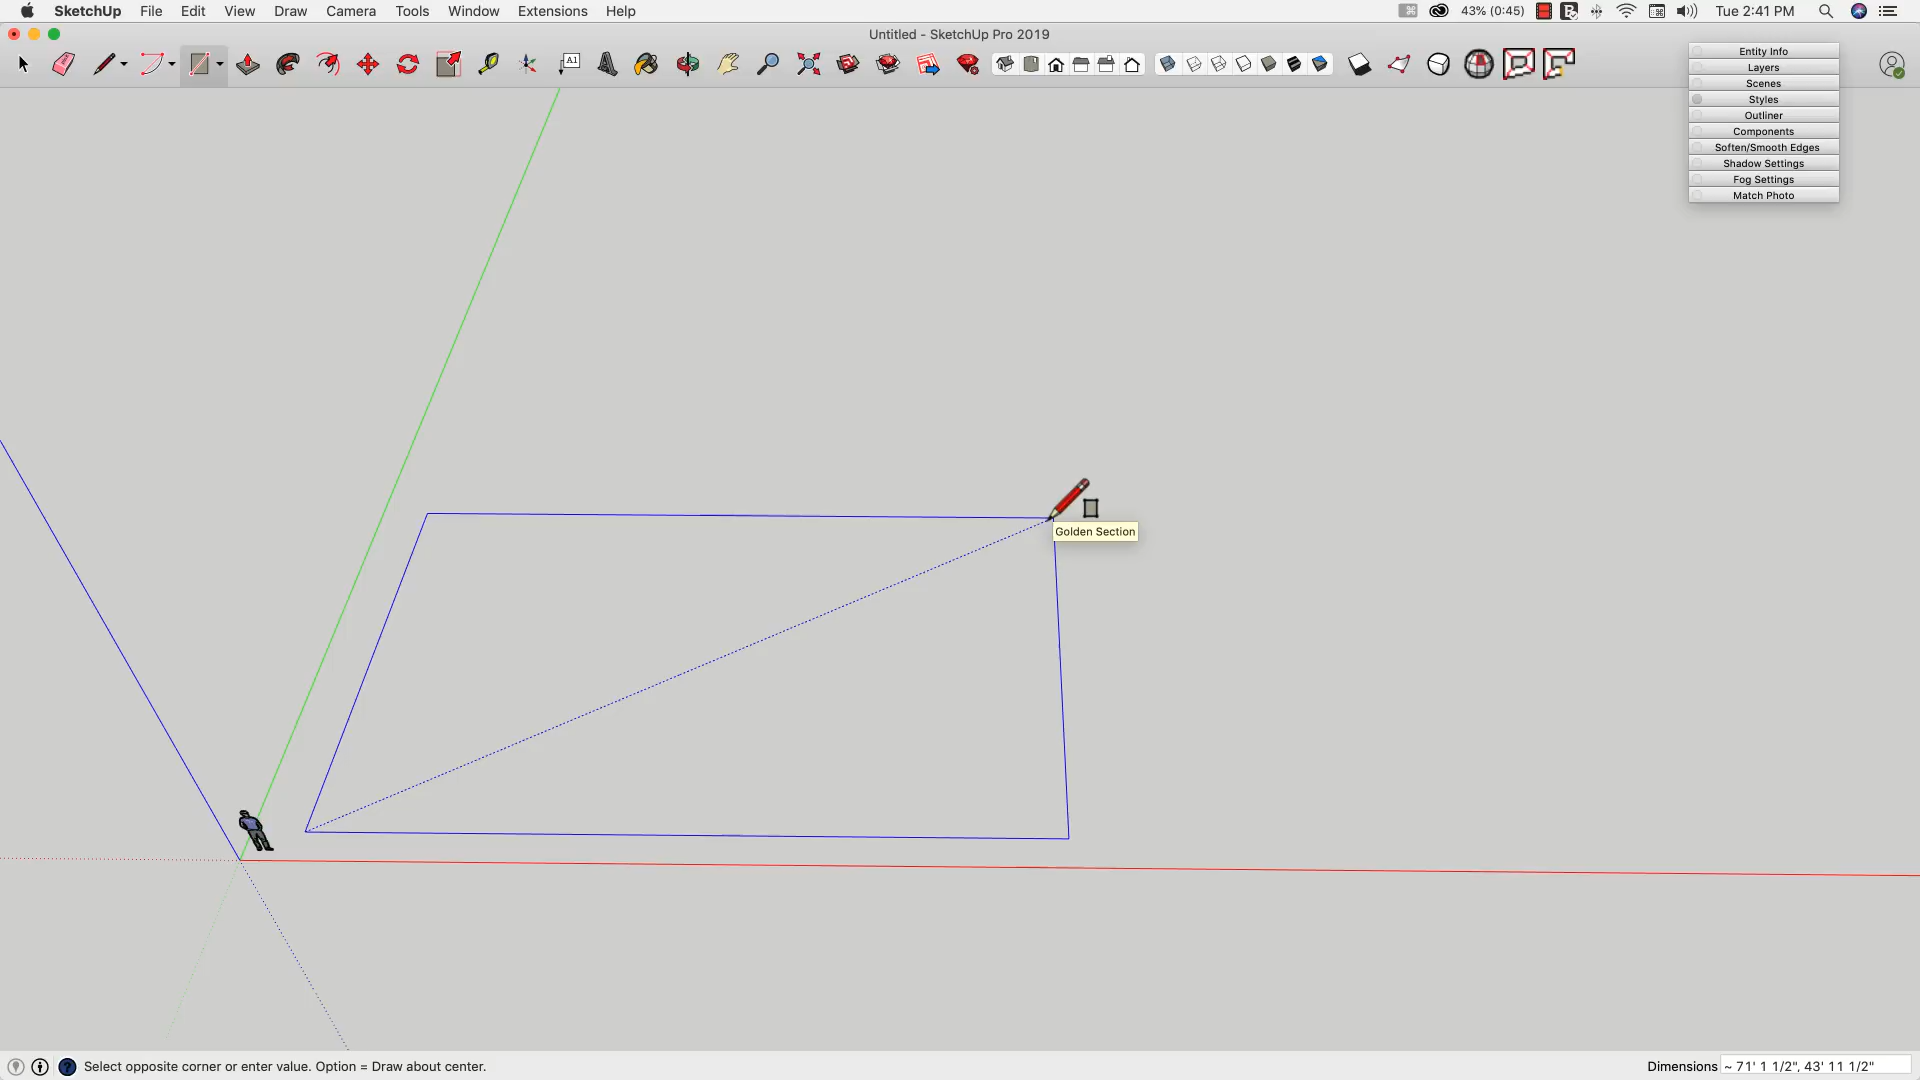 SketchUp File Edit View Draw Camera Tools Window Extensions Help 43% (0:45) Tue 2:41 PM
Untitled - SketchUp Pro 2019
A1
Entity Info
Layers
Scenes
Styles
Outliner
Components
Soften/Smooth Edges
Shadow Settings
Fog Settings
Match Photo
Golden Section
Select opposite corner or enter value. Option = Draw about center.
Dimensions ~ 71' 1 1/2", 43' 11 1/2"